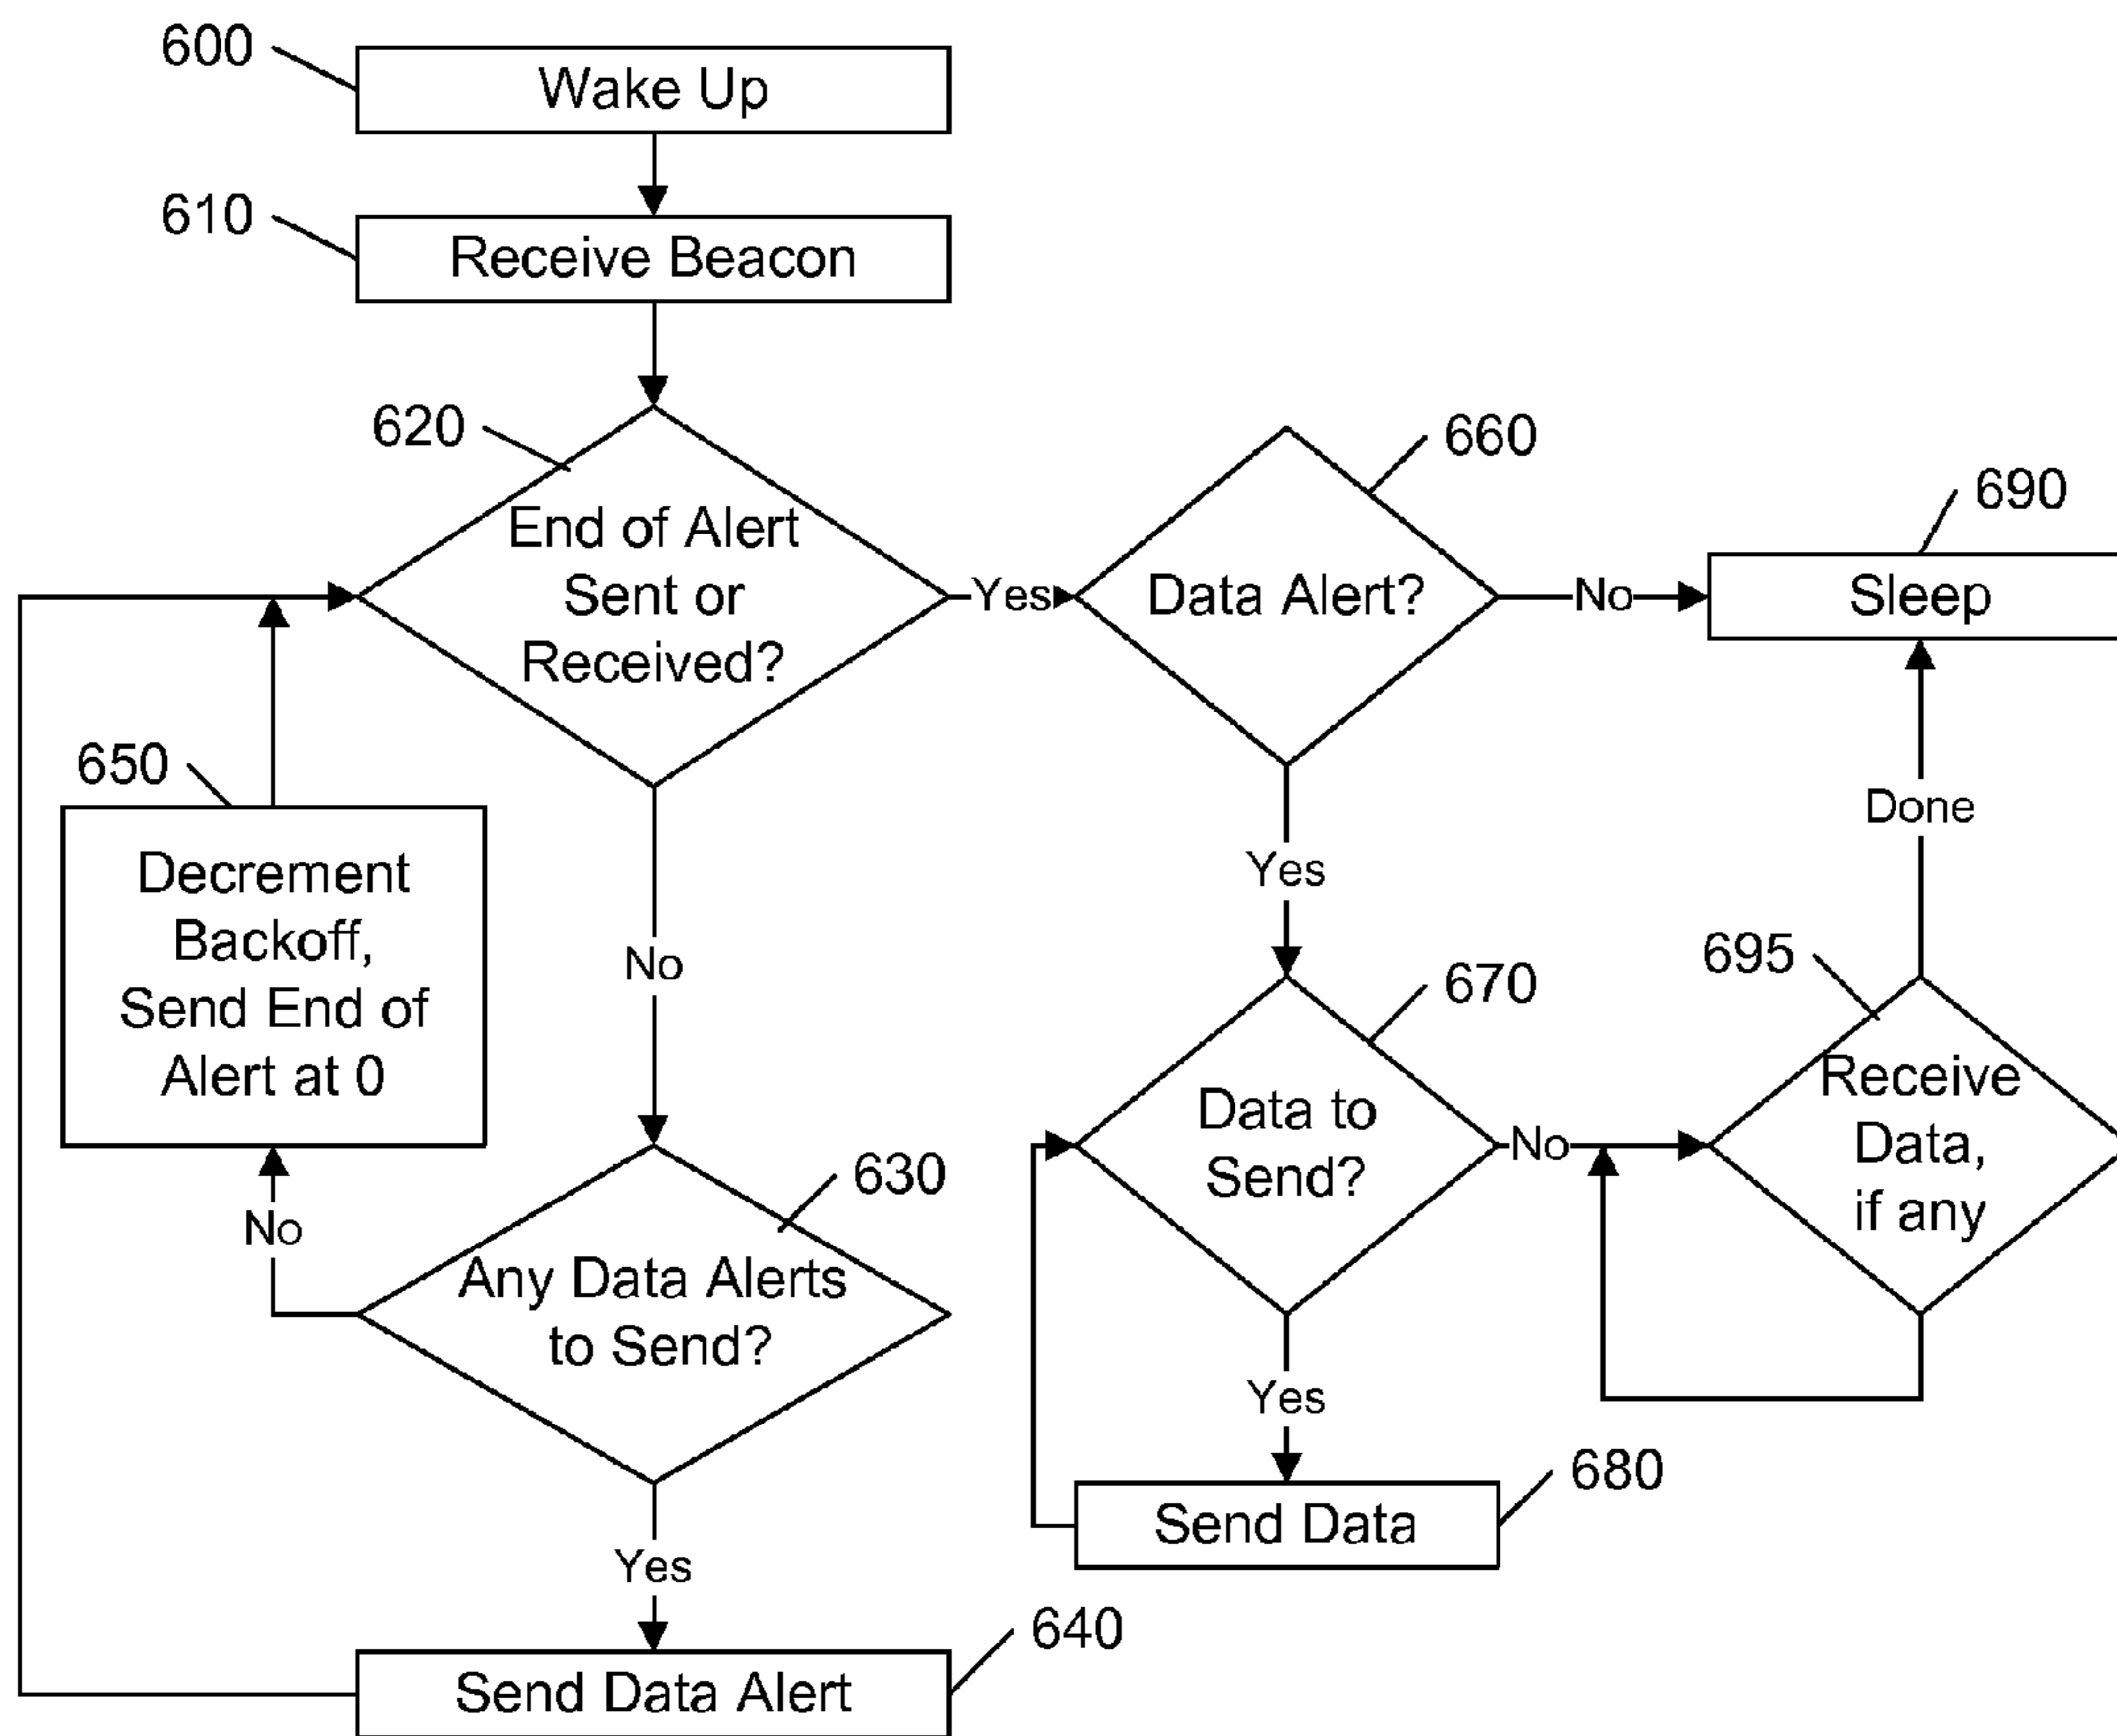 600
Wake Up
610
Receive Beacon
620
End of Alert
Sent or
Received?
Yes
660
Data Alert?
No
690
Sleep
650
Decrement
Backoff,
Send End of
Alert at 0
No
Yes
Done
670
Data to
Send?
No
695
Receive
Data,
if any
No
630
Any Data Alerts
to Send?
Yes
680
Send Data
Yes
640
Send Data Alert